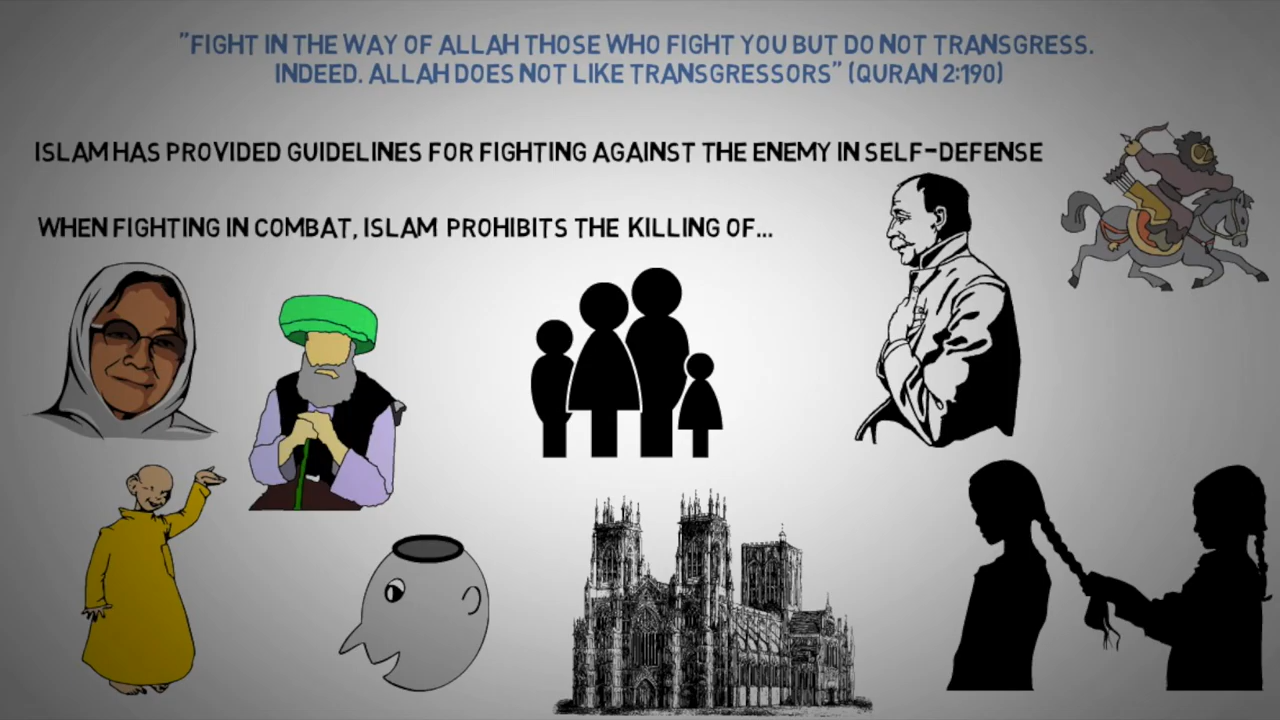 "FIGHT IN THE WAY OF ALLAH THOSE WHO FIGHT YOU BUT DO NOT TRANSGRESS.
INDEED. ALLAH DOES NOT LIKE TRANSGRESSORS" (QURAN 2:190)
ISLAM HAS PROVIDED GUIDELINES FOR FIGHTING AGAINST THE ENEMY IN SELF-DEFENSE
WHEN FIGHTING IN COMBAT, ISLAM PROHIBITS THE KILLING OF...